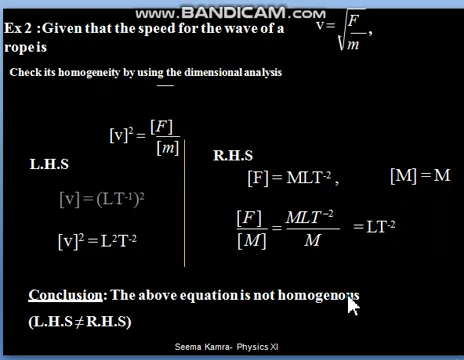 www.BANDICAM.com
Ex 2 :Given that the speed for the wave of a v=√(F/m) ,
rope is
Check its homogeneity by using the dimensional analysis
[v]² = [F]/[m]
L.H.S
R.H.S
[F] = MLT⁻² , [M] = M
[v] = (LT⁻¹)²
[F]/[M] = MLT⁻²/M = LT⁻²
[v]² = L²T⁻²
Conclusion: The above equation is not homogenous
(L.H.S ≠ R.H.S)
Seema Kamra- Physics XI